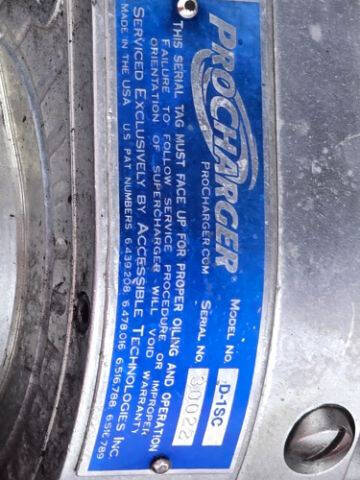 PROCHARGER®
PROCHARGER.COM
MODEL NO. D-1SC
SERIAL NO. 30022
THIS SERIAL TAG MUST FACE UP FOR PROPER OILING AND OPERATION
FAILURE TO FOLLOW SERVICE PROCEDURE OR IMPROPER
ORIENTATION OF SUPERCHARGER WILL VOID WARRANTY
SERVICED EXCLUSIVELY BY ACCESSIBLE TECHNOLOGIES INC
MADE IN THE USA U.S. PAT. NUMBERS 6,439,208 6,478,016 6,516,788 6,516,789